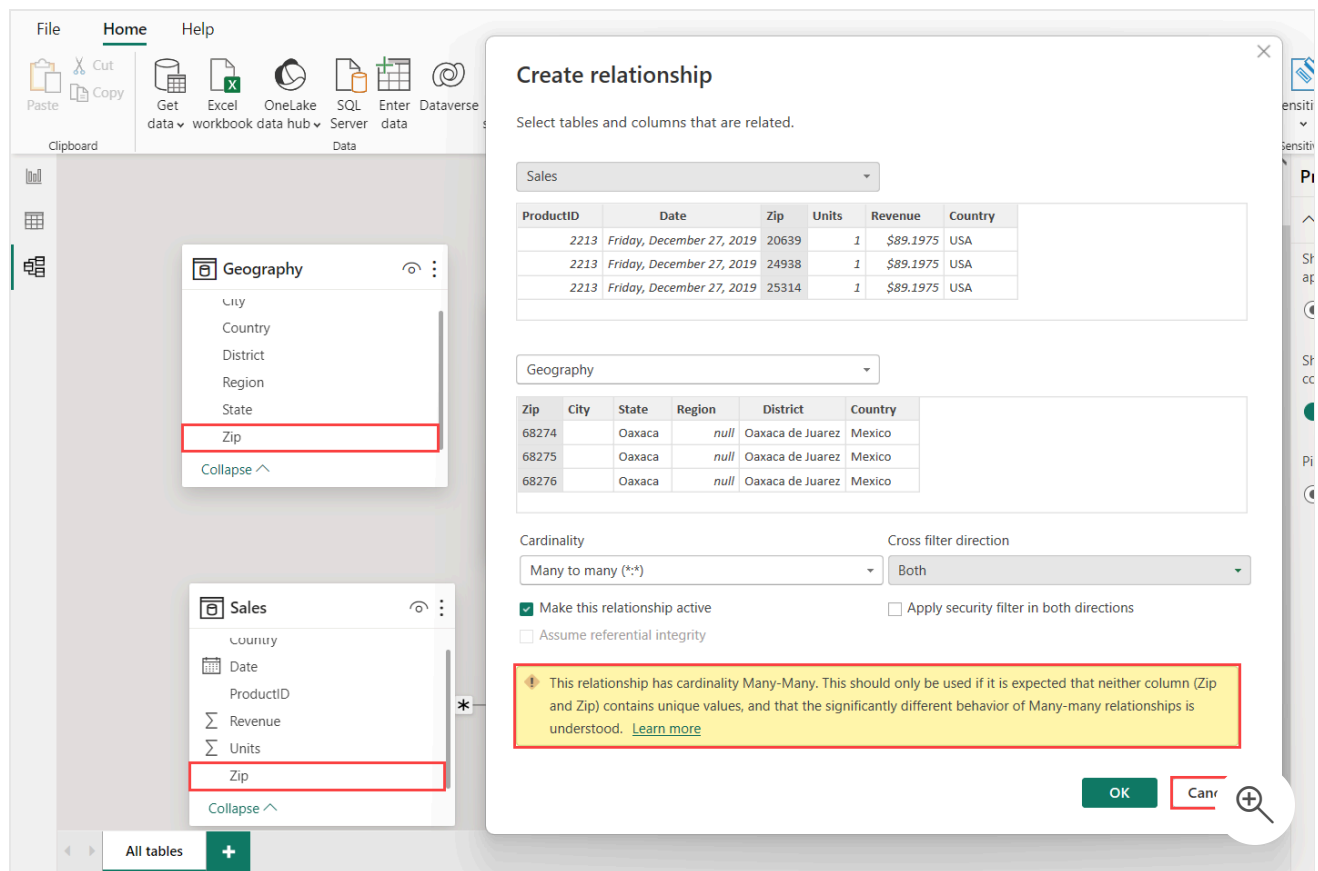 File Home Help
Paste
Cut
Copy
Clipboard
Get data
Excel workbook
OneLake data hub
SQL Server
Enter data
Dataverse
Data
Geography
City
Country
District
Region
State
Zip
Collapse
Sales
Country
Date
ProductID
Σ Revenue
Σ Units
Zip
Collapse
*
All tables +
Create relationship
Select tables and columns that are related.
Sales
ProductID Date Zip Units Revenue Country
2213 Friday, December 27, 2019 20639 1 $89.1975 USA
2213 Friday, December 27, 2019 24938 1 $89.1975 USA
2213 Friday, December 27, 2019 25314 1 $89.1975 USA
Geography
Zip City State Region District Country
68274 Oaxaca null Oaxaca de Juarez Mexico
68275 Oaxaca null Oaxaca de Juarez Mexico
68276 Oaxaca null Oaxaca de Juarez Mexico
Cardinality Cross filter direction
Many to many (*:*) Both
Make this relationship active Apply security filter in both directions
Assume referential integrity
This relationship has cardinality Many-Many. This should only be used if it is expected that neither column (Zip
and Zip) contains unique values, and that the significantly different behavior of Many-many relationships is
understood. Learn more
OK